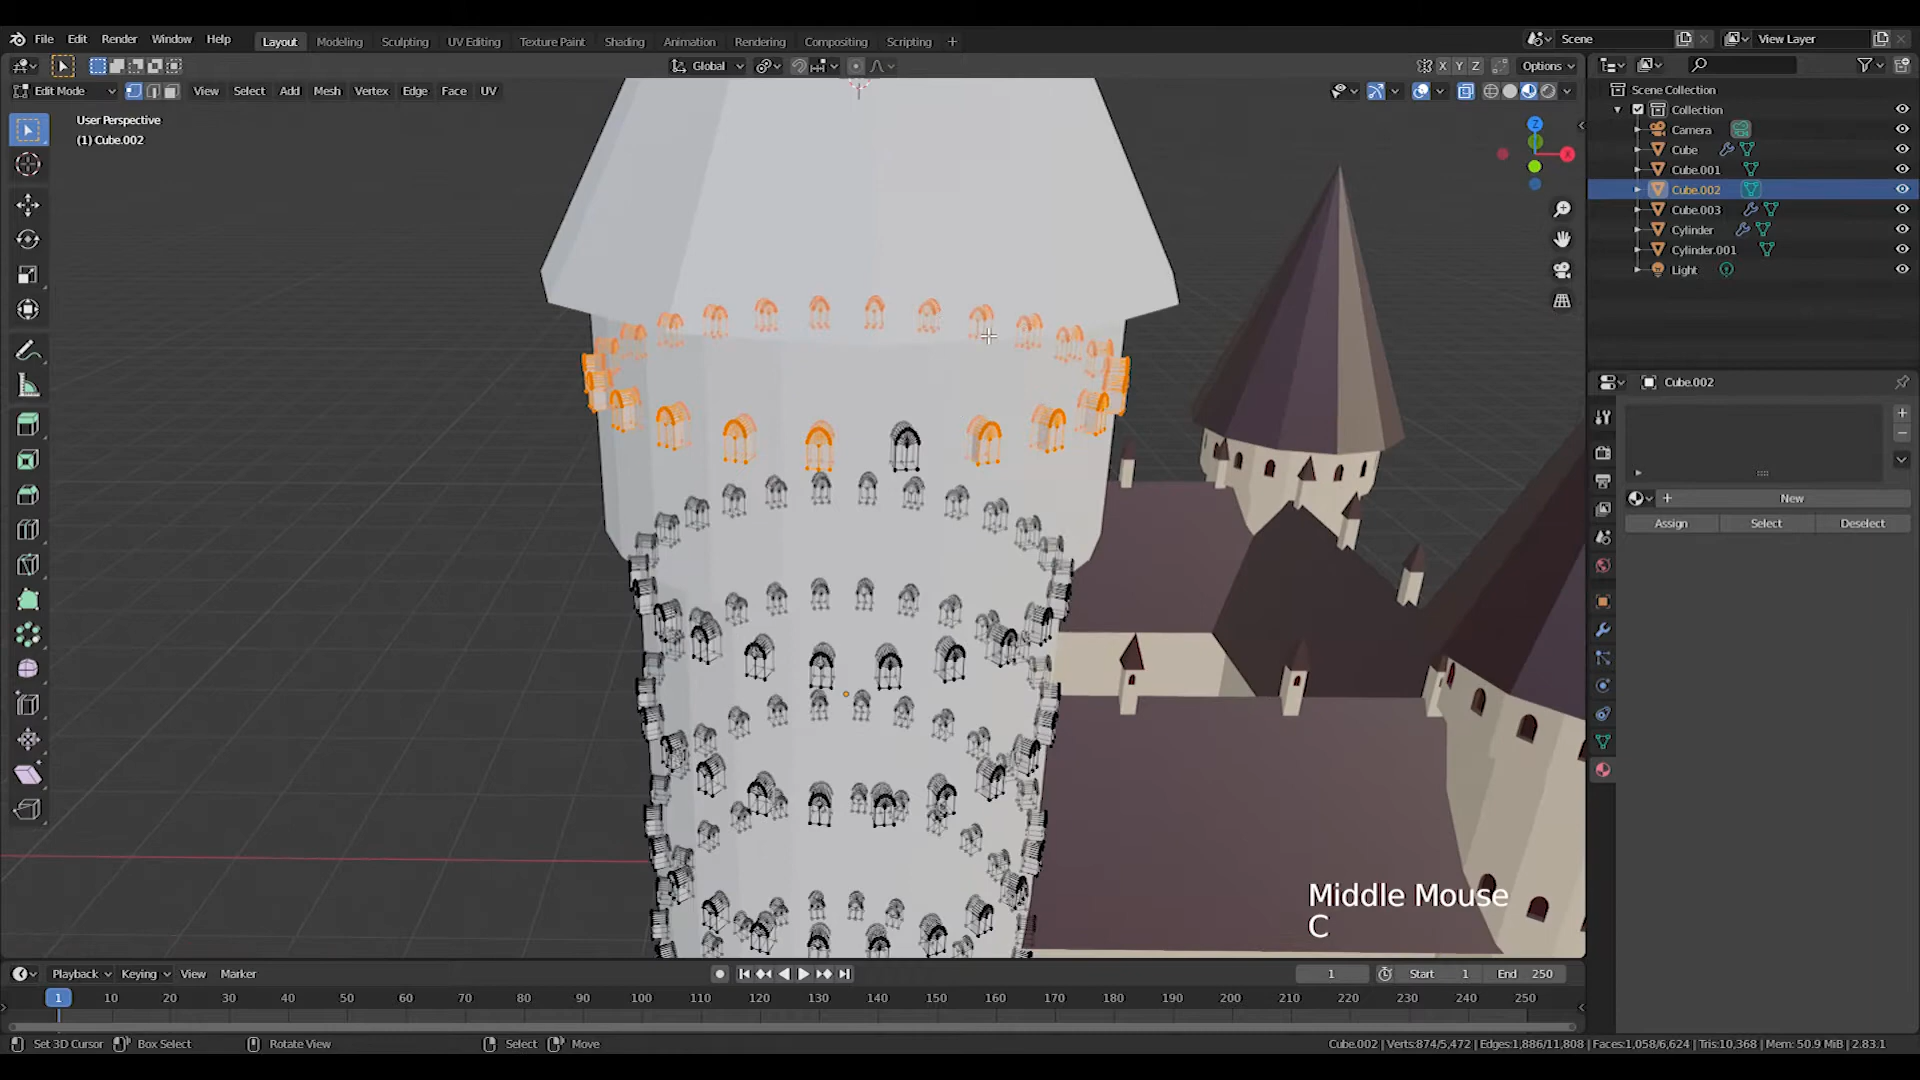 File Edit Render Window Help Layout Modeling Sculpting UV Editing Texture Paint Shading Animation Rendering Compositing Scripting + Scene View Layer
Global X Y Z Options
Edit Mode View Select Add Mesh Vertex Edge Face UV
User Perspective
(1) Cube.002
Z
X
Scene Collection
Collection
Camera
Cube
Cube.001
Cube.002
Cube.003
Cylinder
Cylinder.001
Light
Cube.002
+ New
Assign Select Deselect
Middle Mouse
C
Playback Keying View Marker 1 Start 1 End 250
1 10 20 30 40 50 60 70 80 90 100 110 120 130 140 150 160 170 180 190 200 210 220 230 240 250
Set 3D Cursor Box Select Rotate View Select Move Cube.002 | Verts:874/5,472 | Edges:1,886/11,808 | Faces:1,058/6,624 | Tris:10,368 | Mem: 50.9 MiB | 2.83.1